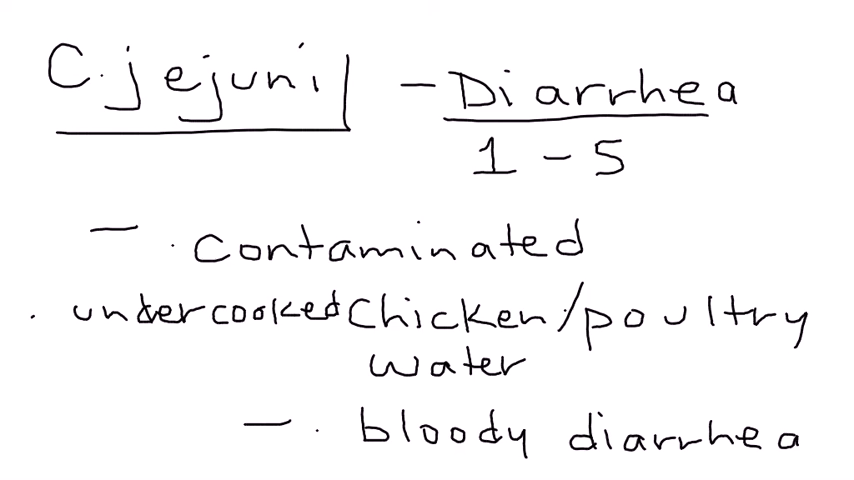 C. jejuni - Diarrhea
1 - 5
- contaminated
. undercooked Chicken/poultry
water
- . bloody diarrhea